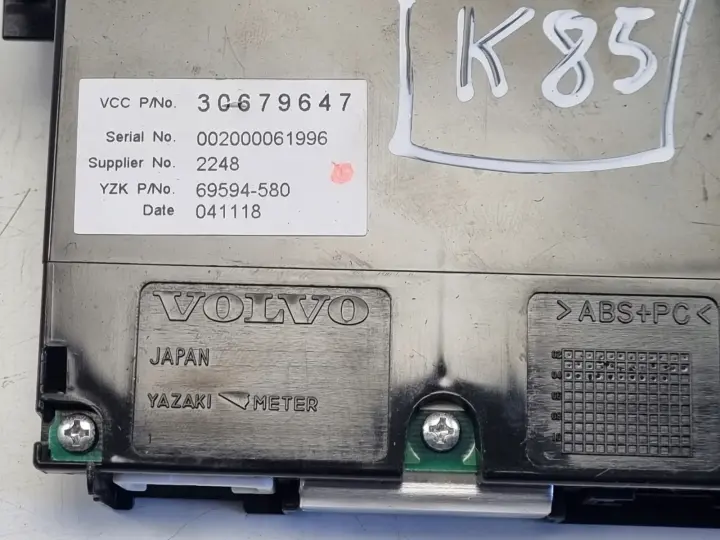 K85
VCC P/No. 30679647
Serial No. 002000061996
Supplier No. 2248
YZK P/No. 69594-580
Date 041118
VOLVO
JAPAN
YAZAKI METER
>ABS+PC<